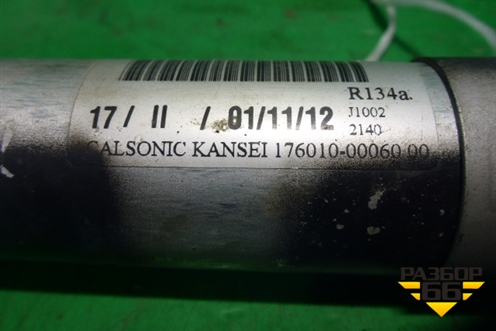 R134a
17/ II / 01/11/12
J1002
2140
CALSONIC KANSEI 176010-00060 00
РАЗБОР
66